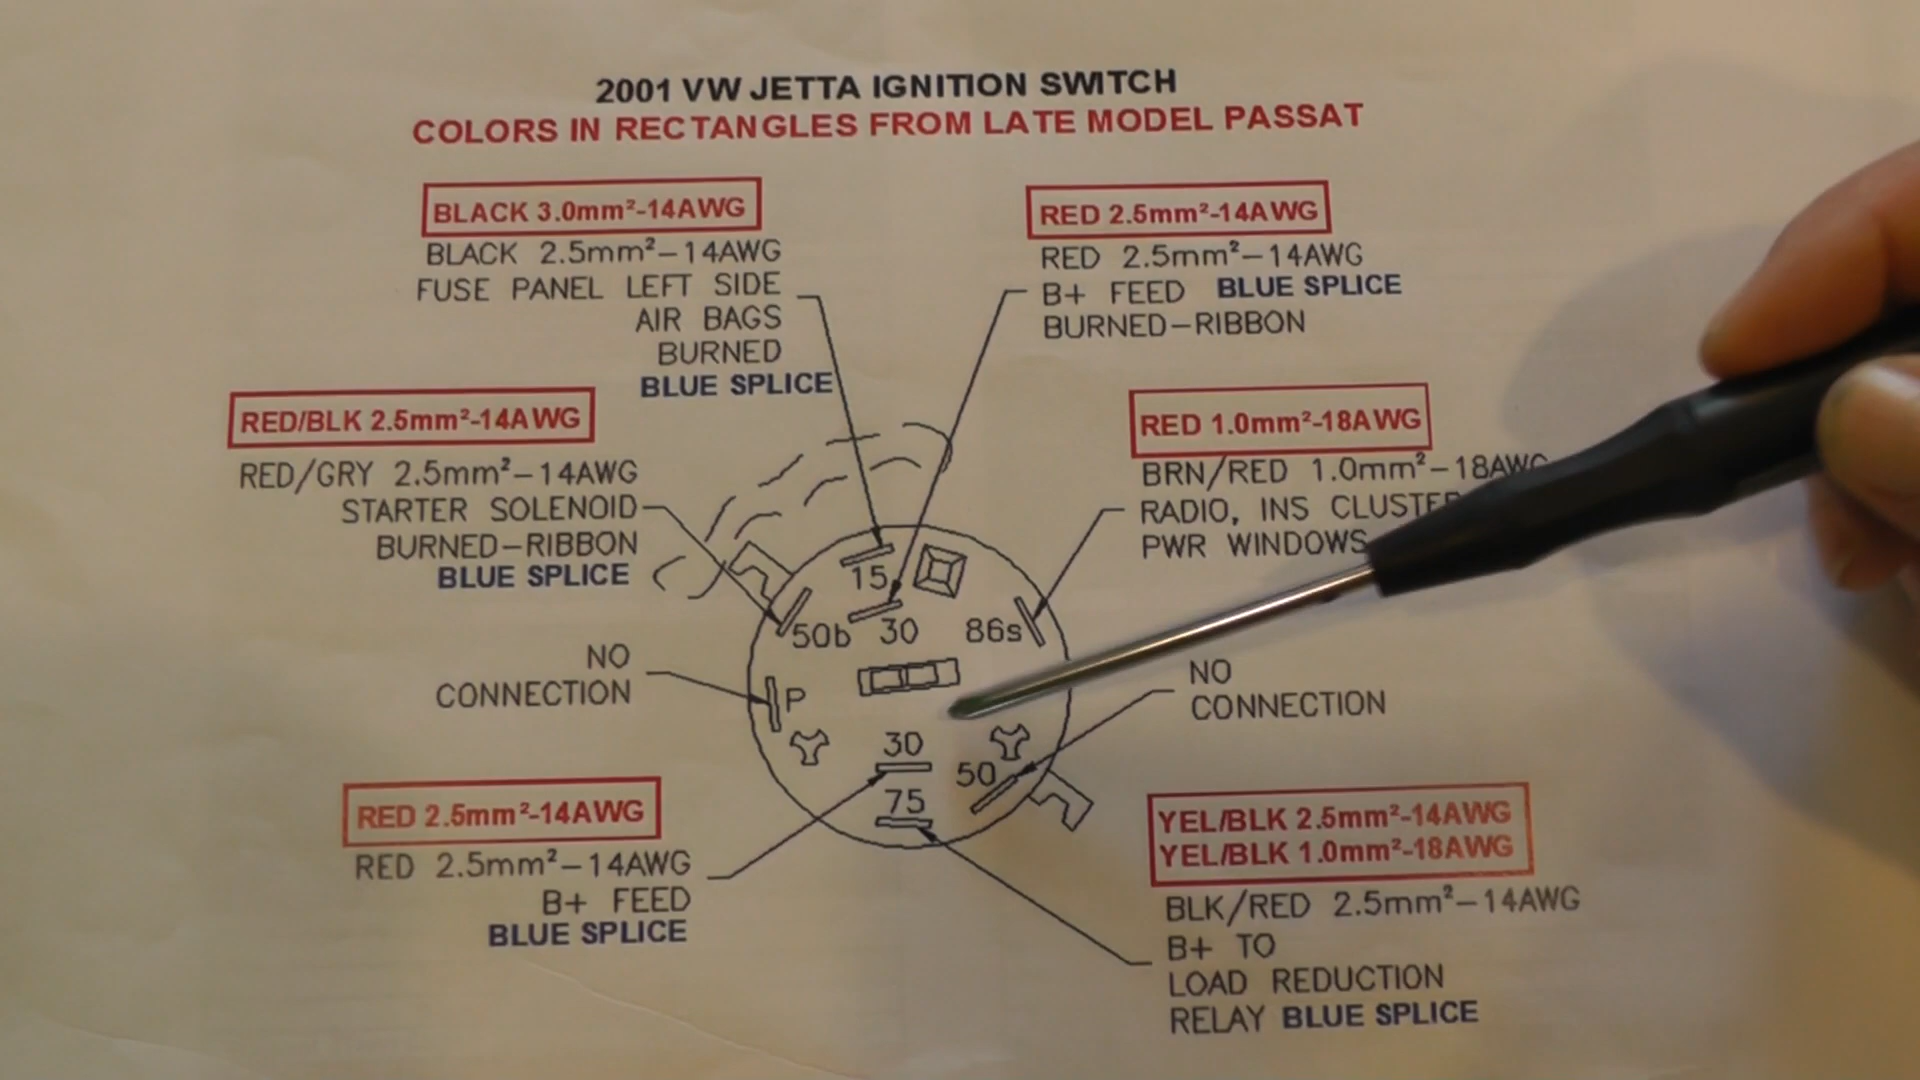 2001 VW JETTA IGNITION SWITCH
COLORS IN RECTANGLES FROM LATE MODEL PASSAT
BLACK 3.0mm²-14AWG
BLACK 2.5mm²-14AWG
FUSE PANEL LEFT SIDE
AIR BAGS
BURNED
BLUE SPLICE
RED 2.5mm²-14AWG
RED 2.5mm²-14AWG
B+ FEED BLUE SPLICE
BURNED-RIBBON
RED/BLK 2.5mm²-14AWG
RED/GRY 2.5mm²-14AWG
STARTER SOLENOID
BURNED-RIBBON
BLUE SPLICE
RED 1.0mm²-18AWG
BRN/RED 1.0mm²-18AWG
RADIO, INS CLUSTER
PWR WINDOWS
15
50b
30
86s
NO
CONNECTION
P
NO
CONNECTION
30
50
75
RED 2.5mm²-14AWG
RED 2.5mm²-14AWG
B+ FEED
BLUE SPLICE
YEL/BLK 2.5mm²-14AWG
YEL/BLK 1.0mm²-18AWG
BLK/RED 2.5mm²-14AWG
B+ TO
LOAD REDUCTION
RELAY BLUE SPLICE